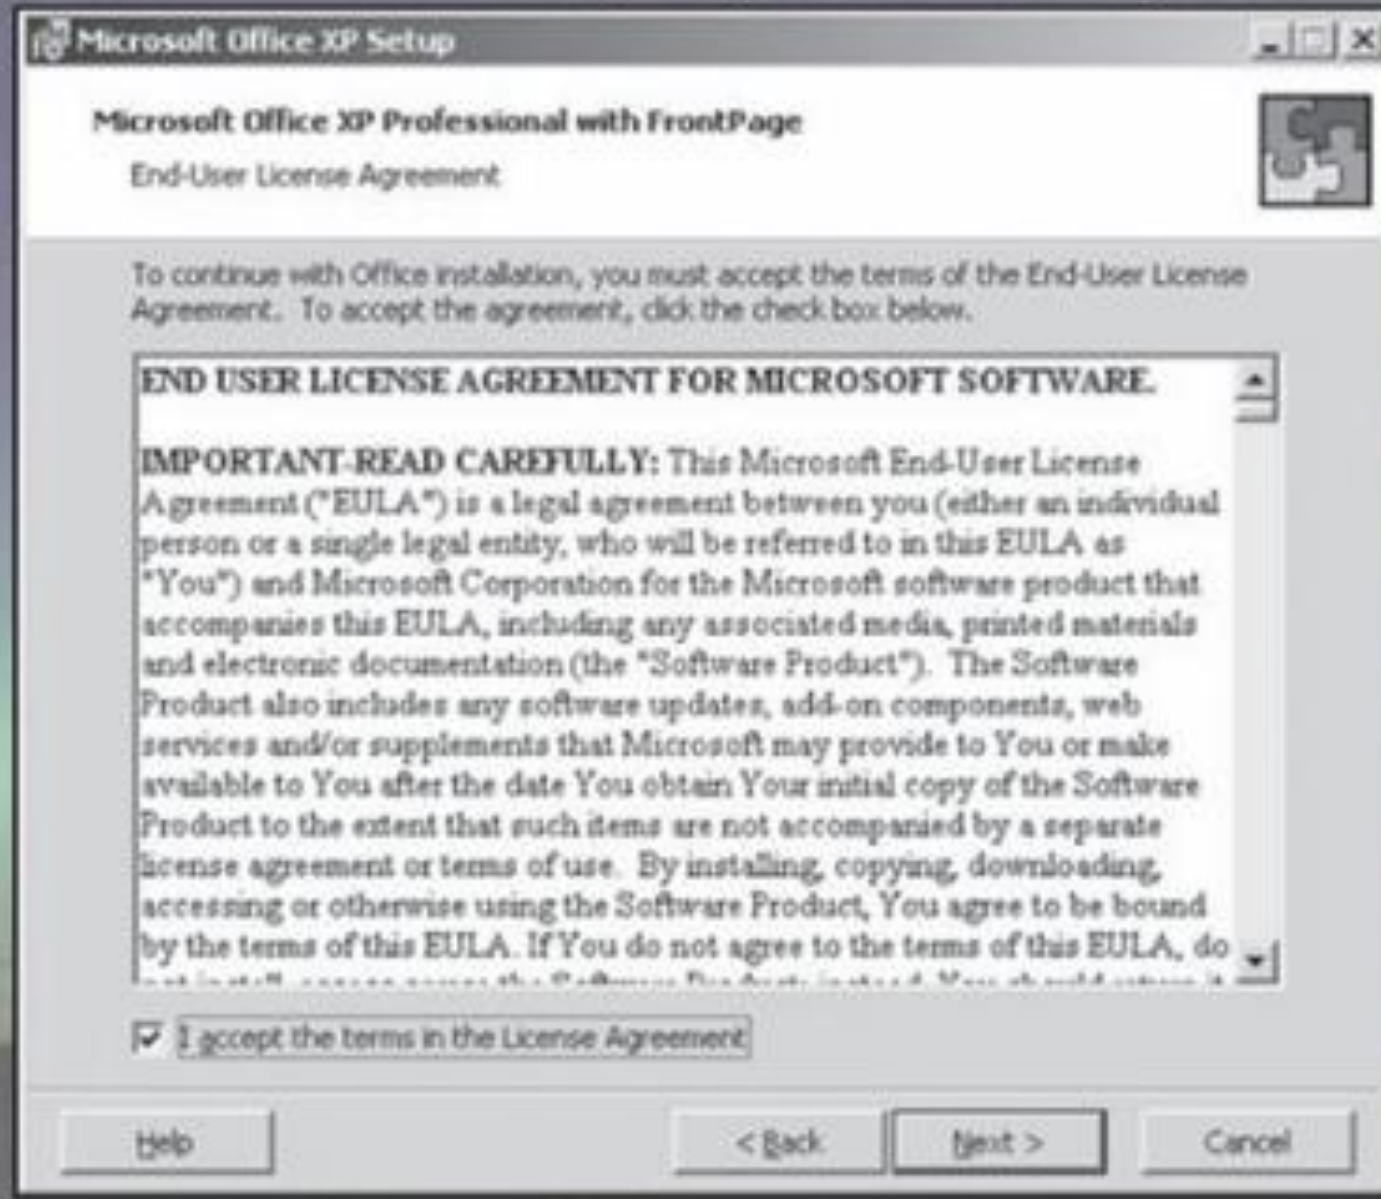 Microsoft Office XP Setup
Microsoft Office XP Professional with FrontPage
End-User License Agreement
To continue with Office installation, you must accept the terms of the End-User License
Agreement. To accept the agreement, click the check box below.
END USER LICENSE AGREEMENT FOR MICROSOFT SOFTWARE.
IMPORTANT-READ CAREFULLY: This Microsoft End-User License
Agreement ("EULA") is a legal agreement between you (either an individual
person or a single legal entity, who will be referred to in this EULA as
"You") and Microsoft Corporation for the Microsoft software product that
accompanies this EULA, including any associated media, printed materials
and electronic documentation (the "Software Product"). The Software
Product also includes any software updates, add-on components, web
services and/or supplements that Microsoft may provide to You or make
available to You after the date You obtain Your initial copy of the Software
Product to the extent that such items are not accompanied by a separate
license agreement or terms of use. By installing, copying, downloading,
accessing or otherwise using the Software Product, You agree to be bound
by the terms of this EULA. If You do not agree to the terms of this EULA, do
I accept the terms in the License Agreement
Help
< Back
Next >
Cancel